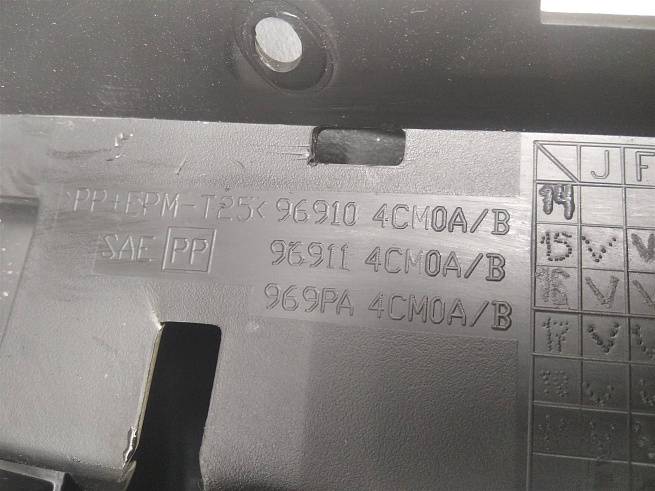 >PP+EPM-T25< 96910 4CM0A/B
SAE PP 96911 4CM0A/B
969PA 4CM0A/B
J F
14
15 V V
16 V V
17 V